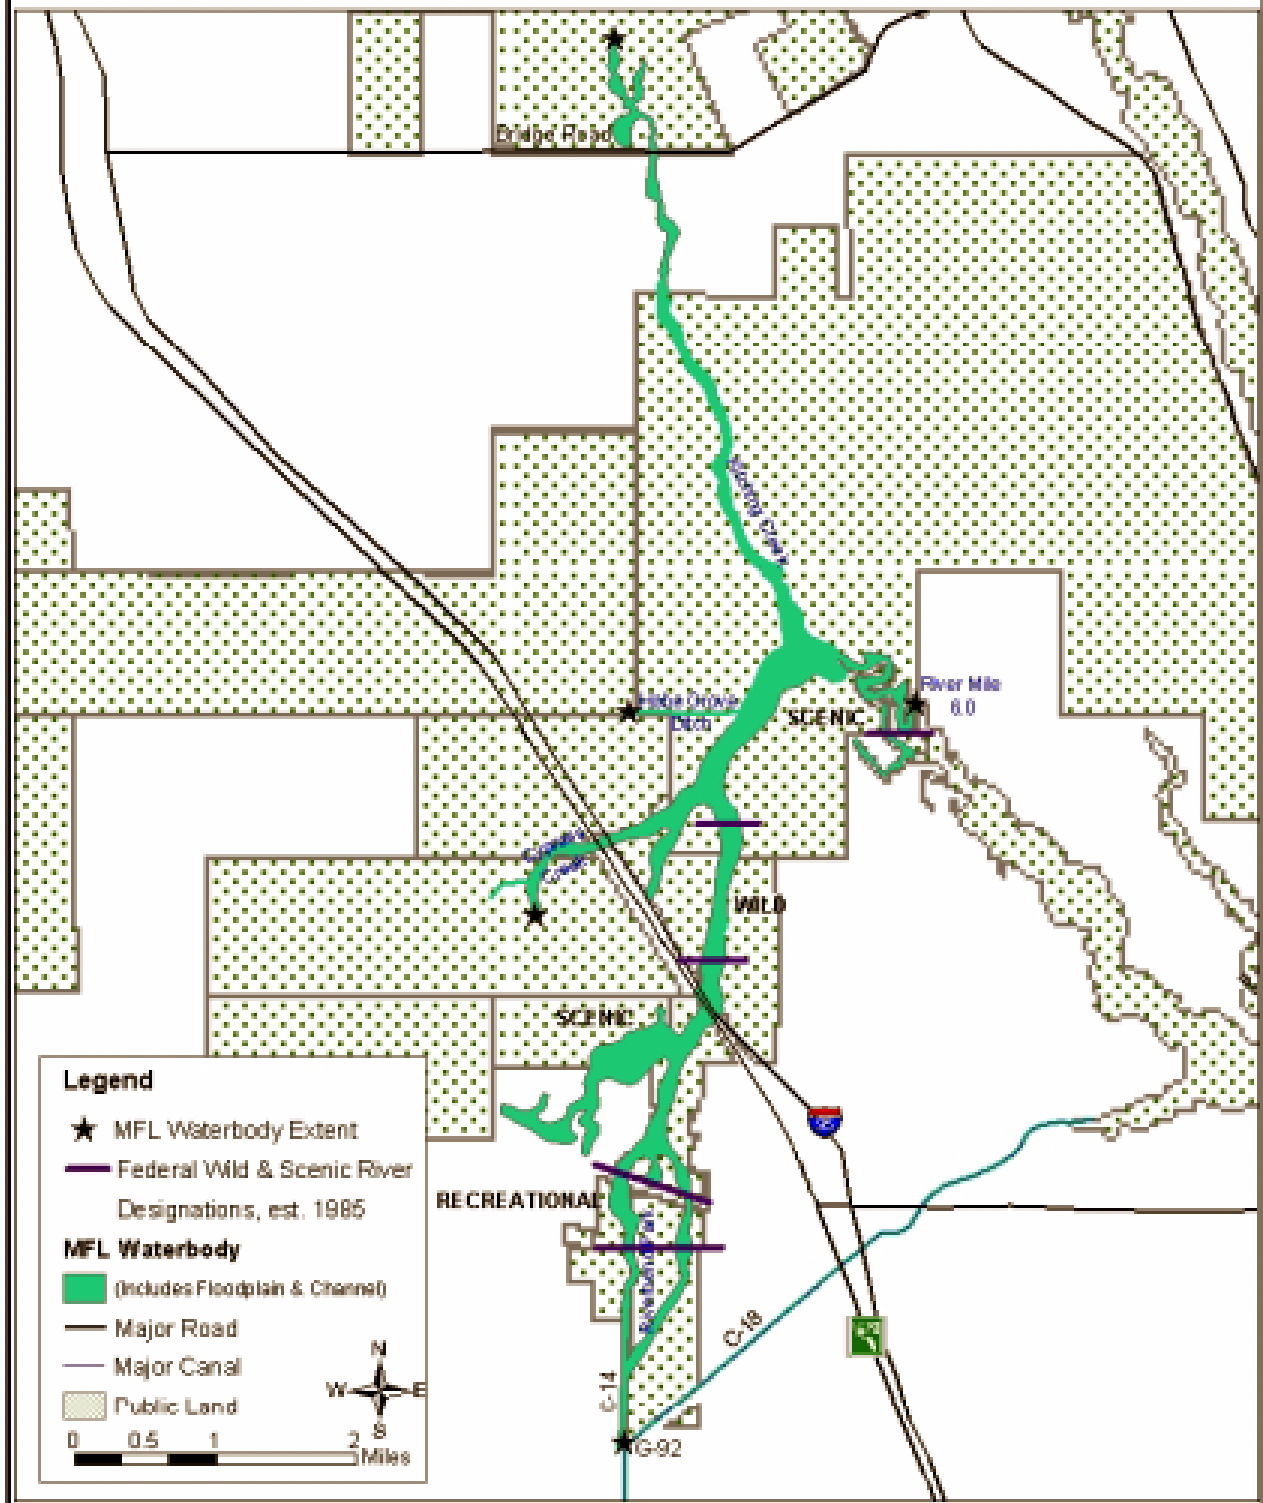 Bridge Road
River Mile
6.0
Ditch
SCENIC
Creek
WILD
SCENIC
RECREATIONAL
C-18
C-14
G-92
Legend
MFL Waterbody Extent
Federal Wild & Scenic River
Designations, est. 1985
MFL Waterbody
(Includes Floodplain & Channel)
Major Road
Major Canal
Public Land
N
W E
S
0 0.5 1 2
Miles